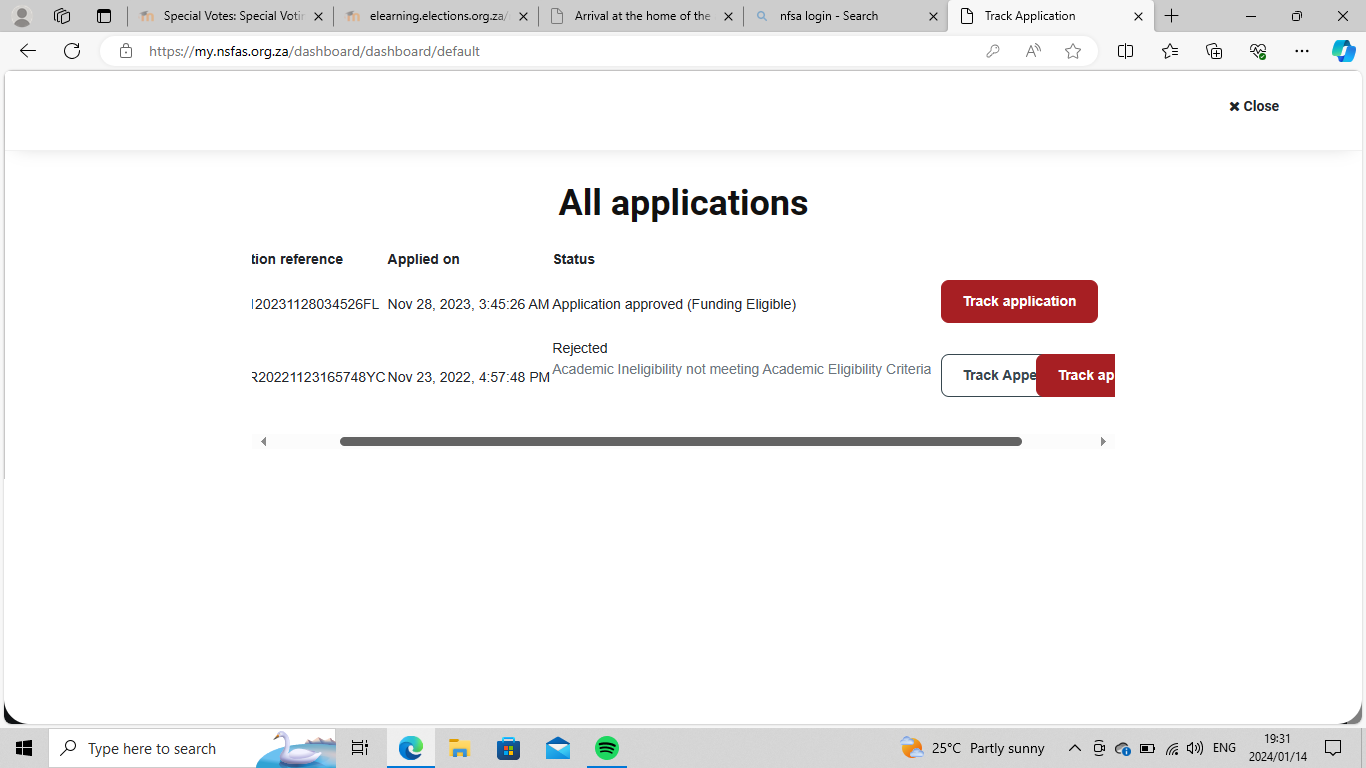 Special Votes: Special Votin
elearning.elections.org.za/
Arrival at the home of the
nfsa login - Search
Track Application
https://my.nsfas.org.za/dashboard/dashboard/default
✖ Close
All applications
tion reference Applied on Status
20231128034526FL Nov 28, 2023, 3:45:26 AM Application approved (Funding Eligible) Track application
Rejected
Academic Ineligibility not meeting Academic Eligibility Criteria
R20221123165748YC Nov 23, 2022, 4:57:48 PM Track Appe Track ap
Type here to search
25°C Partly sunny
ENG
19:31
2024/01/14